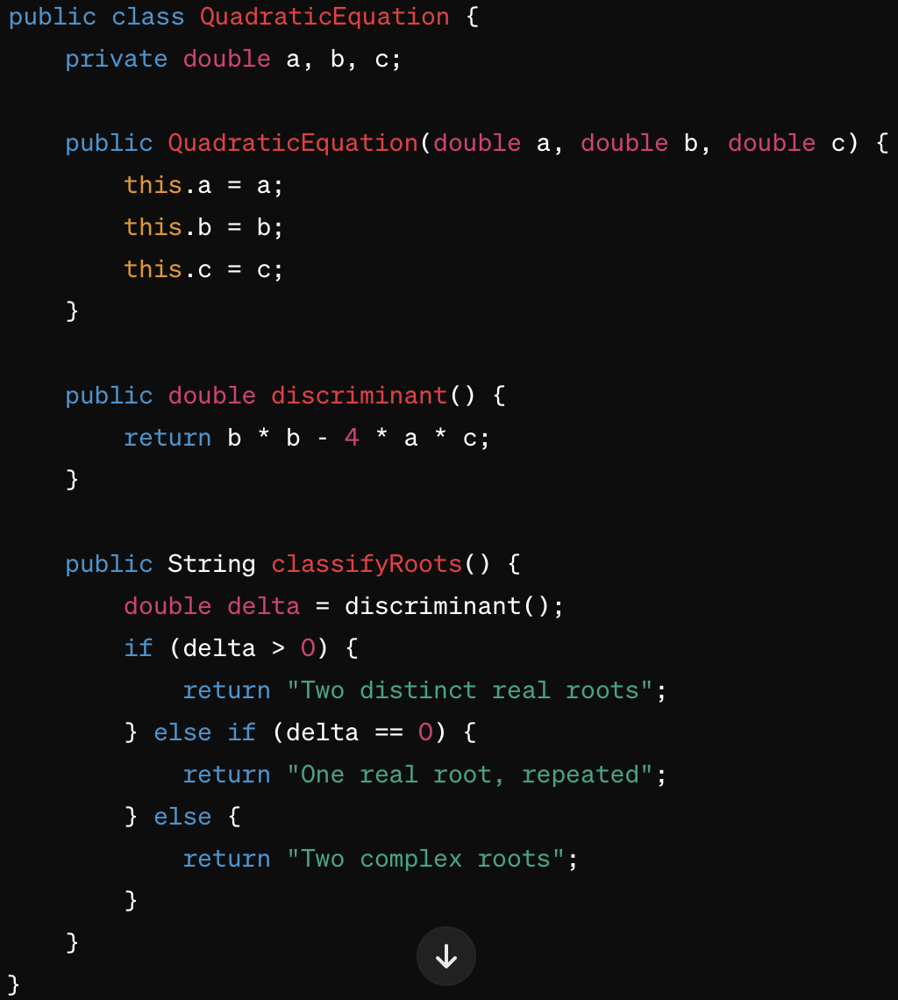 public class QuadraticEquation {
    private double a, b, c;

    public QuadraticEquation(double a, double b, double c) {
        this.a = a;
        this.b = b;
        this.c = c;
    }

    public double discriminant() {
        return b * b - 4 * a * c;
    }

    public String classifyRoots() {
        double delta = discriminant();
        if (delta > 0) {
            return "Two distinct real roots";
        } else if (delta == 0) {
            return "One real root, repeated";
        } else {
            return "Two complex roots";
        }
    }
}